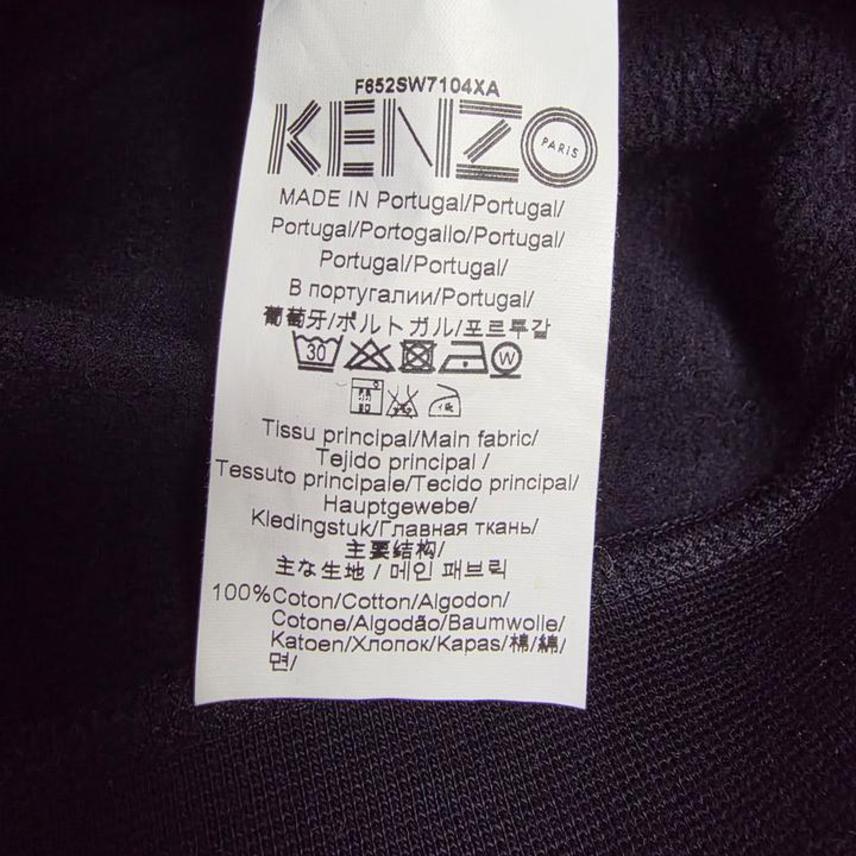 F652SW7104XA
KENZO PARIS
MADE IN Portugal/Portugal/
Portugal/Portogallo/Portugal/
Portugal/Portugal/
В португалии/Portugal/
葡萄牙/ポルトガル/포르투갈
30 W
Tissu principal/Main fabric/
Tejido principal /
Tessuto principale/Tecido principal/
Hauptgewebe/
Kledingstuk/Главная ткань/
主要结构/
主な生地 / 메인 패브릭
100%Coton/Cotton/Algodon/
Cotone/Algodão/Baumwolle/
Katoen/Хлопок/Kapas/棉/綿/
면/